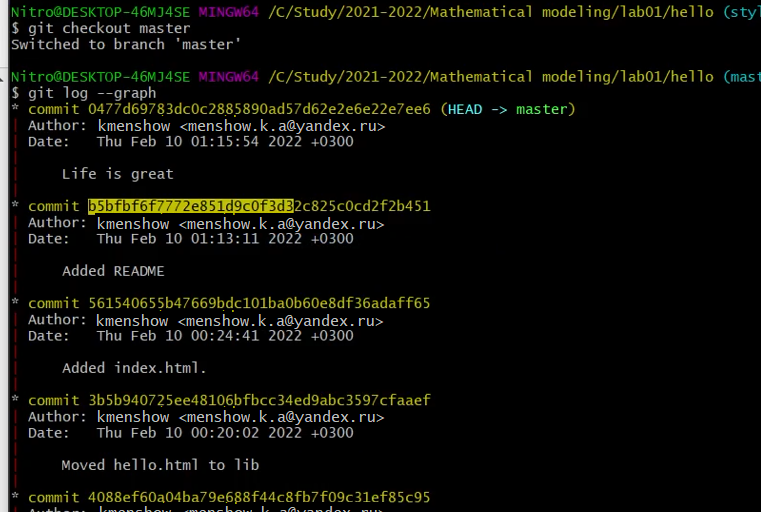 Nitro@DESKTOP-46MJ4SE MINGW64 /C/Study/2021-2022/Mathematical modeling/lab01/hello (styl
$ git checkout master
Switched to branch 'master'
Nitro@DESKTOP-46MJ4SE MINGW64 /C/Study/2021-2022/Mathematical modeling/lab01/hello (mast
$ git log --graph
* commit 0477d69783dc0c2885890ad57d62e2e6e22e7ee6 (HEAD -> master)
| Author: kmenshow <menshow.k.a@yandex.ru>
| Date:   Thu Feb 10 01:15:54 2022 +0300
|
|     Life is great
|
* commit b5bfbf6f7772e851d9c0f3d32c825c0cd2f2b451
| Author: kmenshow <menshow.k.a@yandex.ru>
| Date:   Thu Feb 10 01:13:11 2022 +0300
|
|     Added README
|
* commit 561540655b47669bdc101ba0b60e8df36adaff65
| Author: kmenshow <menshow.k.a@yandex.ru>
| Date:   Thu Feb 10 00:24:41 2022 +0300
|
|     Added index.html.
|
* commit 3b5b940725ee48106bfbcc34ed9abc3597cfaaef
| Author: kmenshow <menshow.k.a@yandex.ru>
| Date:   Thu Feb 10 00:20:02 2022 +0300
|
|     Moved hello.html to lib
|
* commit 4088ef60a04ba79e688f44c8fb7f09c31ef85c95
| Author: kmenshow <menshow.k.a@yandex.ru>